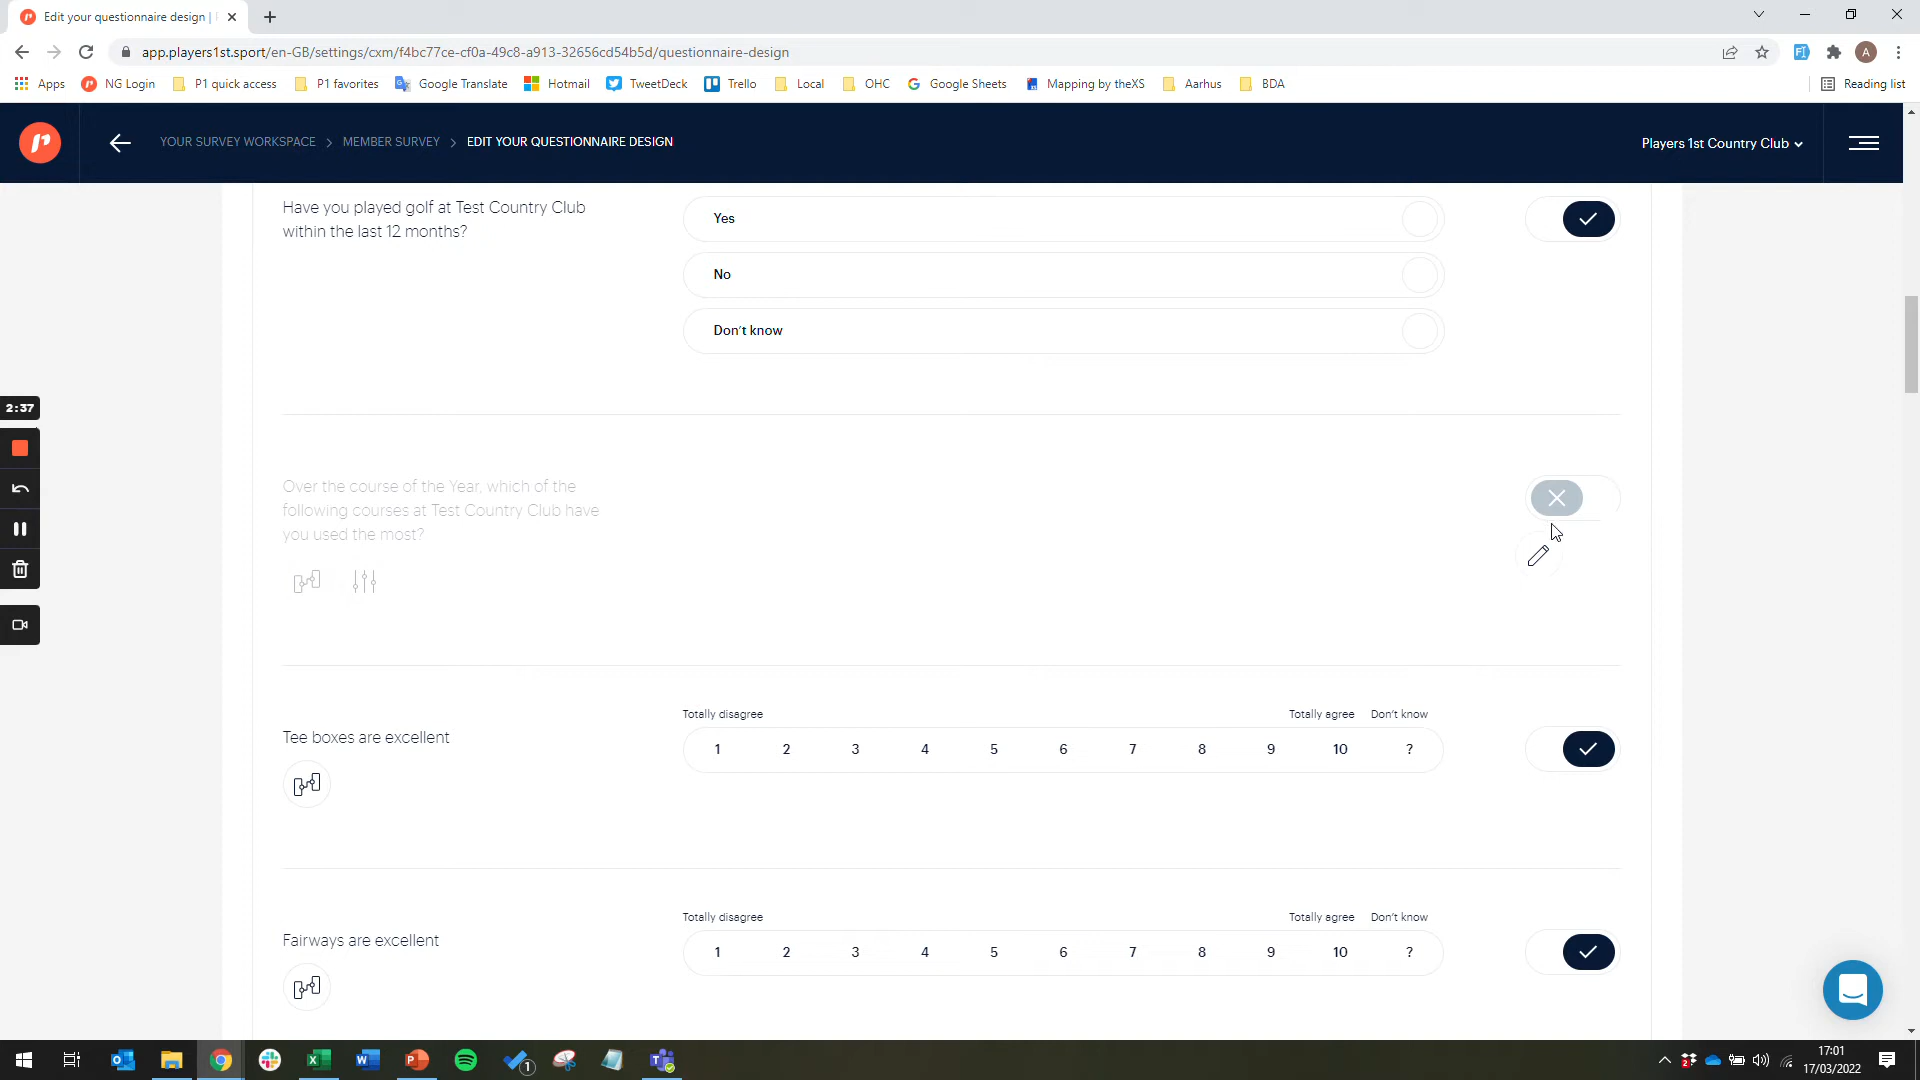 Edit your questionnaire design |
app.players1st.sport/en-GB/settings/cxm/f4bc77ce-cf0a-49c8-a913-32656cd54b5d/questionnaire-design
A
Apps
NG Login
P1 quick access
P1 favorites
Google Translate
Hotmail
TweetDeck
Trello
Local
OHC
Google Sheets
Mapping by theXS
Aarhus
BDA
Reading list
YOUR SURVEY WORKSPACE > MEMBER SURVEY > EDIT YOUR QUESTIONNAIRE DESIGN
Players 1st Country Club
Have you played golf at Test Country Club
within the last 12 months?
Yes
No
Don't know
2:37
Over the course of the Year, which of the
following courses at Test Country Club have
you used the most?
Totally disagree Totally agree Don't know
Tee boxes are excellent
1 2 3 4 5 6 7 8 9 10 ?
Totally disagree Totally agree Don't know
Fairways are excellent
1 2 3 4 5 6 7 8 9 10 ?
1
2
17:01
17/03/2022